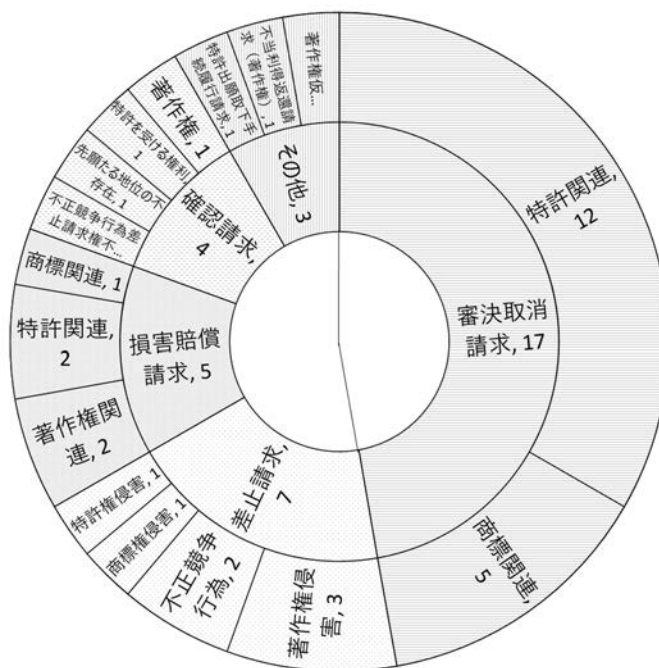 特許関連,
12
商標関連,
5
著作権侵
害, 3
不正競争
行為, 2
商標権侵害, 1
特許権侵害, 1
著作権関
連, 2
特許関連,
2
商標関連, 1
不正競争行為差
止請求権不...
先願たる地位の不
存在, 1
特許を受ける権利
1
著作権, 1
特許出願取下手
続履行請求, 1
不当利得返還請
求（著作権）, 1
著作権仮
...
審決取消
請求, 17
差止請求,
7
損害賠償
請求, 5
確認請求,
4
その他, 3